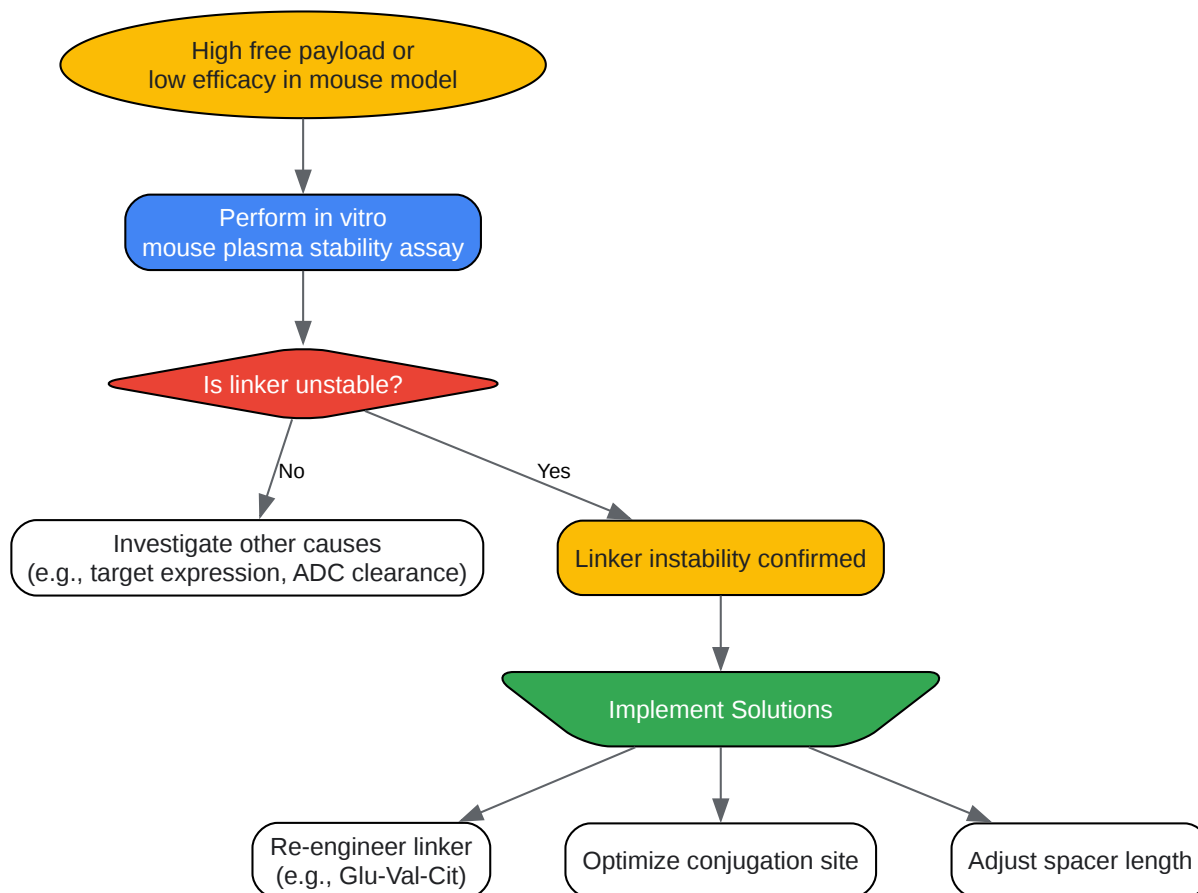 High free payload or
low efficacy in mouse model
Perform in vitro
mouse plasma stability assay
Is linker unstable?
No
Yes
Investigate other causes
(e.g., target expression, ADC clearance)
Linker instability confirmed
Implement Solutions
Re-engineer linker
(e.g., Glu-Val-Cit)
Optimize conjugation site
Adjust spacer length